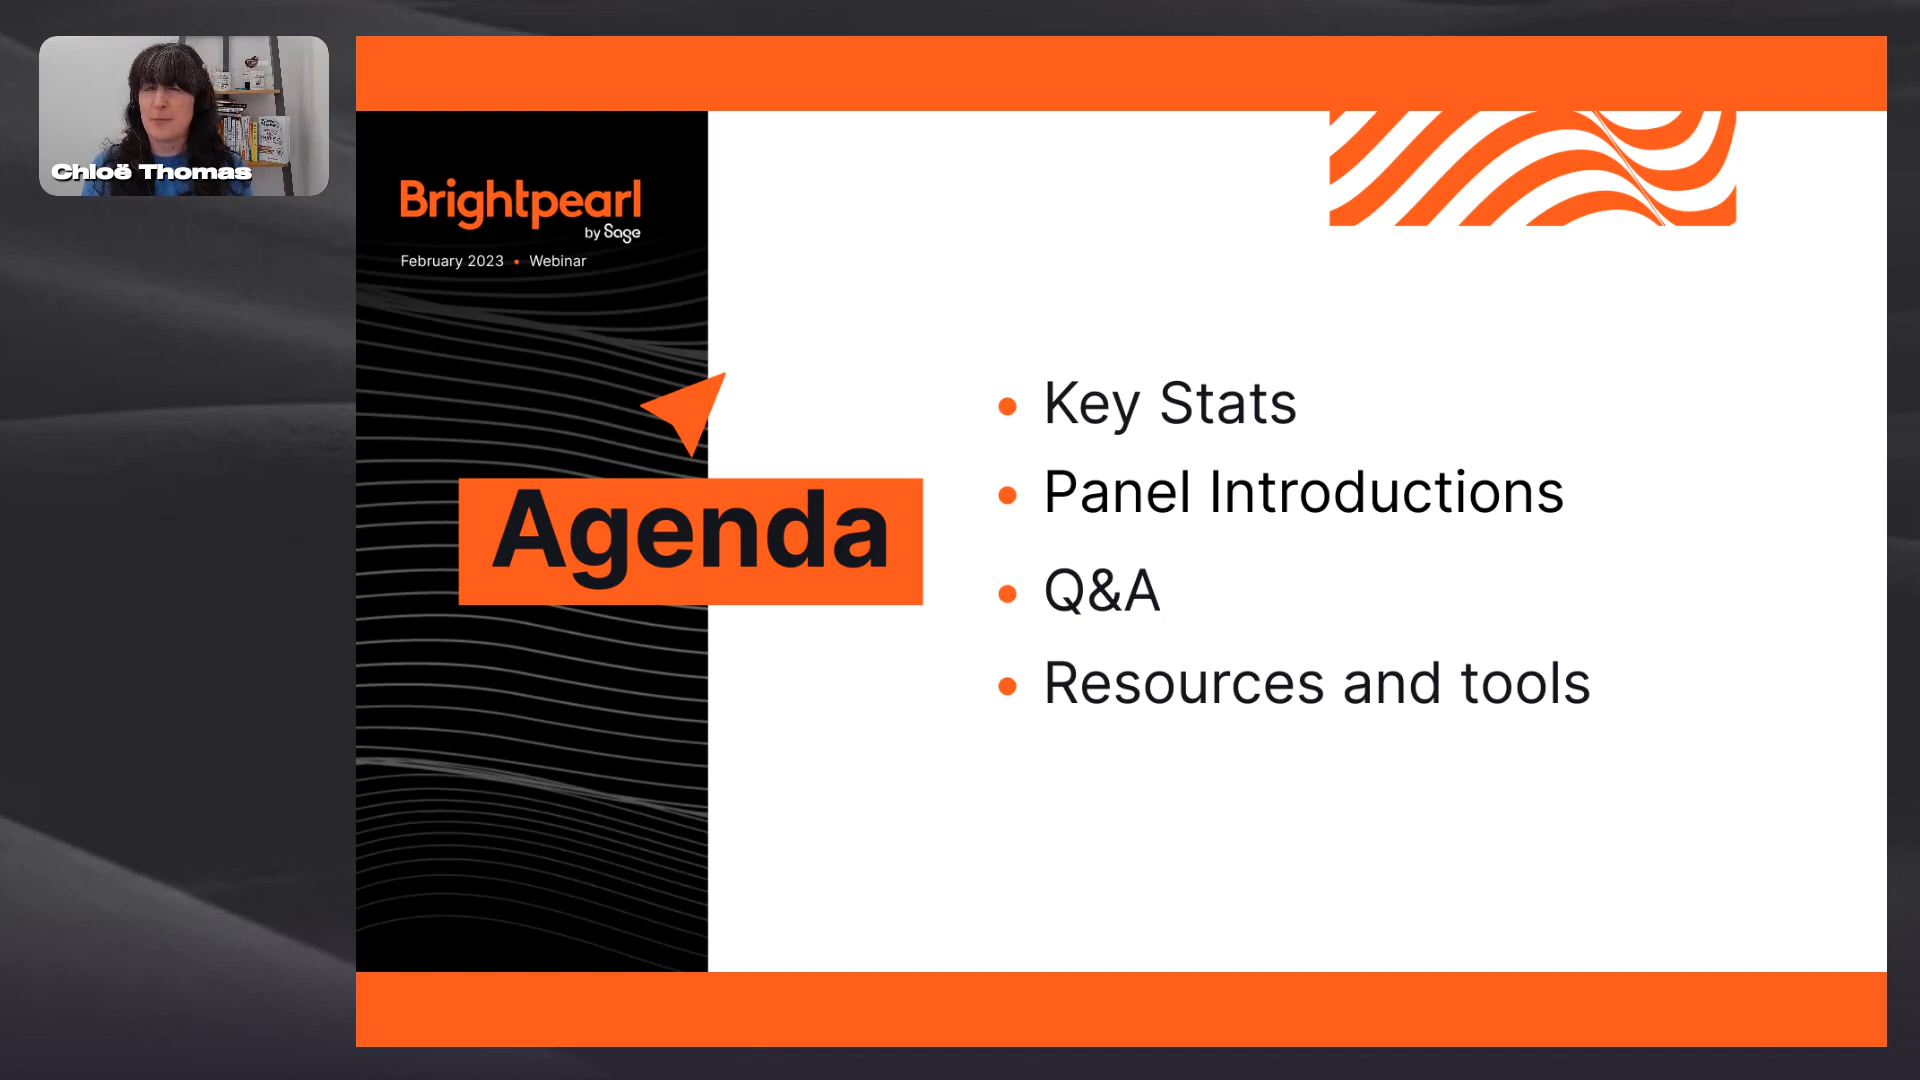 Chloë Thomas
Brightpearl
by Sage
February 2023 • Webinar
Agenda
• Key Stats
• Panel Introductions
• Q&A
• Resources and tools